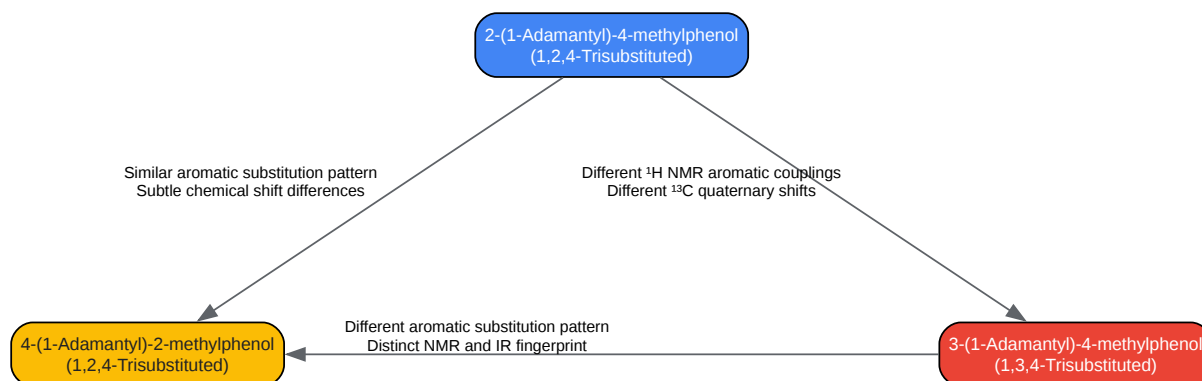 2-(1-Adamantyl)-4-methylphenol
(1,2,4-Trisubstituted)
Similar aromatic substitution pattern
Subtle chemical shift differences
Different ¹H NMR aromatic couplings
Different ¹³C quaternary shifts
4-(1-Adamantyl)-2-methylphenol
(1,2,4-Trisubstituted)
Different aromatic substitution pattern
Distinct NMR and IR fingerprint
3-(1-Adamantyl)-4-methylphenol
(1,3,4-Trisubstituted)